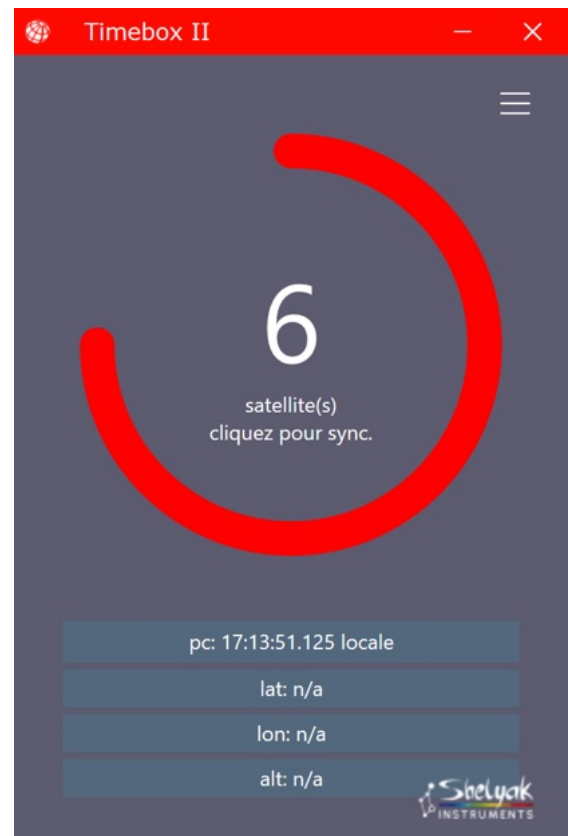 Timebox II
6
satellite(s)
cliquez pour sync.
pc: 17:13:51.125 locale
lat: n/a
lon: n/a
alt: n/a
Shelyak
INSTRUMENTS